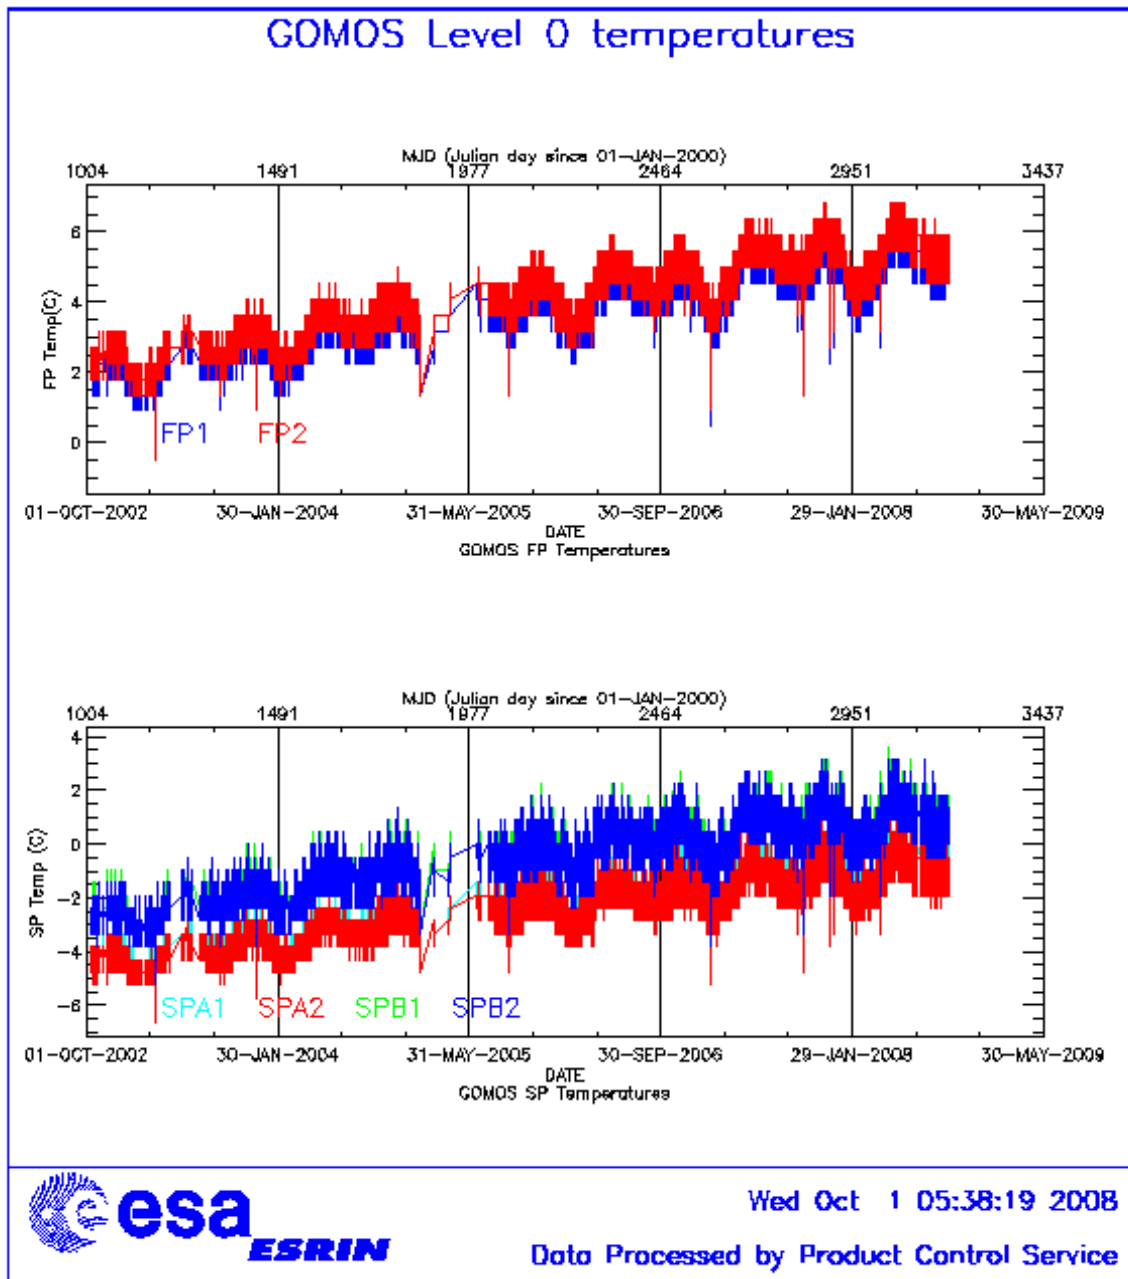 GOMOS Level 0 temperatures
MJD (Julian day since 01-JAN-2000)
1004 1491 1977 2464 2951 3437
6
4
2
0
FP Temp(C)
FP1 FP2
01-OCT-2002 30-JAN-2004 31-MAY-2005 30-SEP-2006 29-JAN-2008 30-MAY-2009
DATE
GOMOS FP Temperatures
MJD (Julian day since 01-JAN-2000)
1004 1491 1977 2464 2951 3437
4
2
0
-2
-4
-6
SP Temp (C)
SPA1 SPA2 SPB1 SPB2
01-OCT-2002 30-JAN-2004 31-MAY-2005 30-SEP-2006 29-JAN-2008 30-MAY-2009
DATE
GOMOS SP Temperatures
esa
ESRIN
Wed Oct 1 05:38:19 2008
Data Processed by Product Control Service